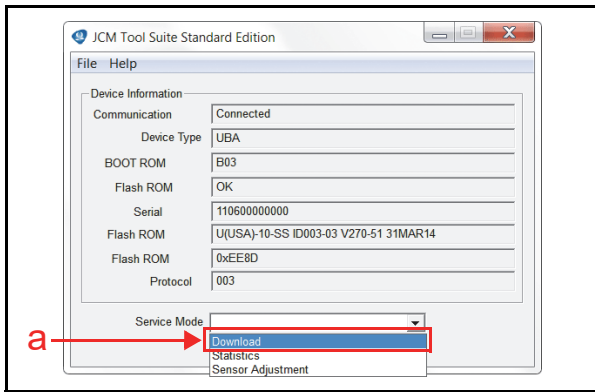 JCM Tool Suite Standard Edition
File Help
Device Information
Communication Connected
Device Type UBA
BOOT ROM B03
Flash ROM OK
Serial 110600000000
Flash ROM U(USA)-10-SS ID003-03 V270-51 31MAR14
Flash ROM 0xEE8D
Protocol 003
Service Mode
a Download
Statistics
Sensor Adjustment